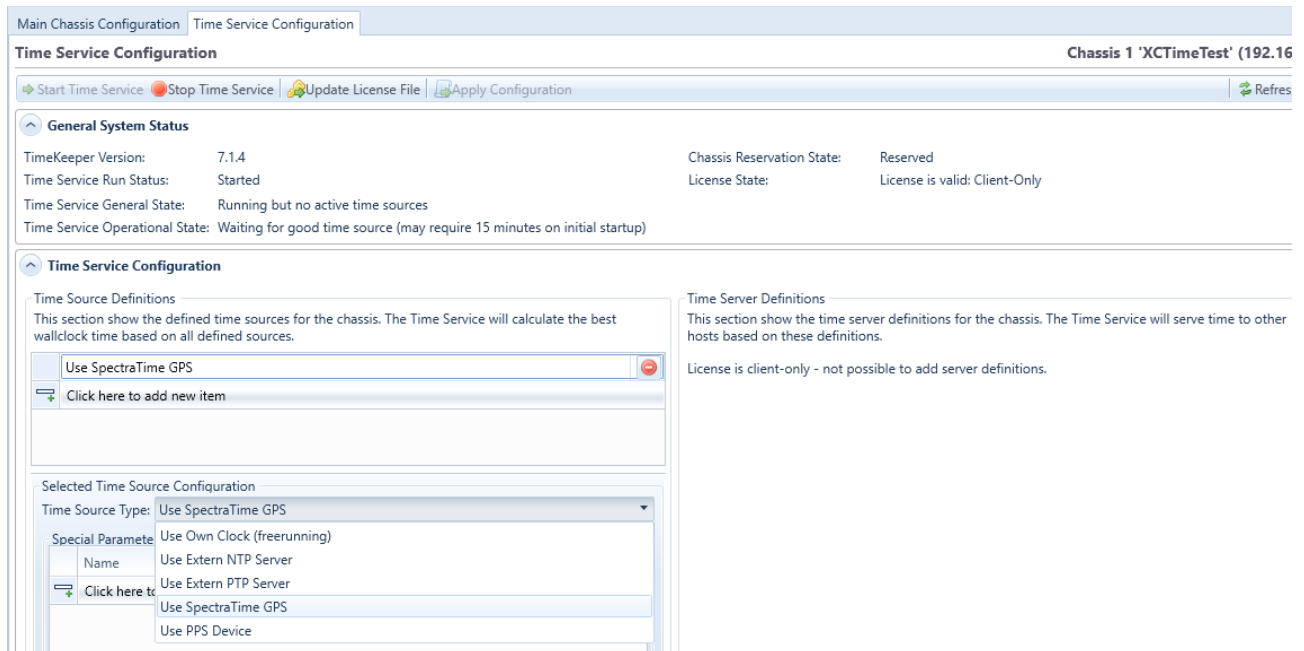 Main Chassis Configuration Time Service Configuration
Time Service Configuration Chassis 1 'XCTimeTest' (192.16
Start Time Service Stop Time Service Update License File Apply Configuration Refres
General System Status
TimeKeeper Version: 7.1.4 Chassis Reservation State: Reserved
Time Service Run Status: Started License State: License is valid: Client-Only
Time Service General State: Running but no active time sources
Time Service Operational State: Waiting for good time source (may require 15 minutes on initial startup)
Time Service Configuration
Time Source Definitions
This section show the defined time sources for the chassis. The Time Service will calculate the best
wallclock time based on all defined sources.
Use SpectraTime GPS
Click here to add new item
Selected Time Source Configuration
Time Source Type: Use SpectraTime GPS
Special Paramete
Name
Click here to
Use Own Clock (freerunning)
Use Extern NTP Server
Use Extern PTP Server
Use SpectraTime GPS
Use PPS Device
Time Server Definitions
This section show the time server definitions for the chassis. The Time Service will serve time to other
hosts based on these definitions.
License is client-only - not possible to add server definitions.